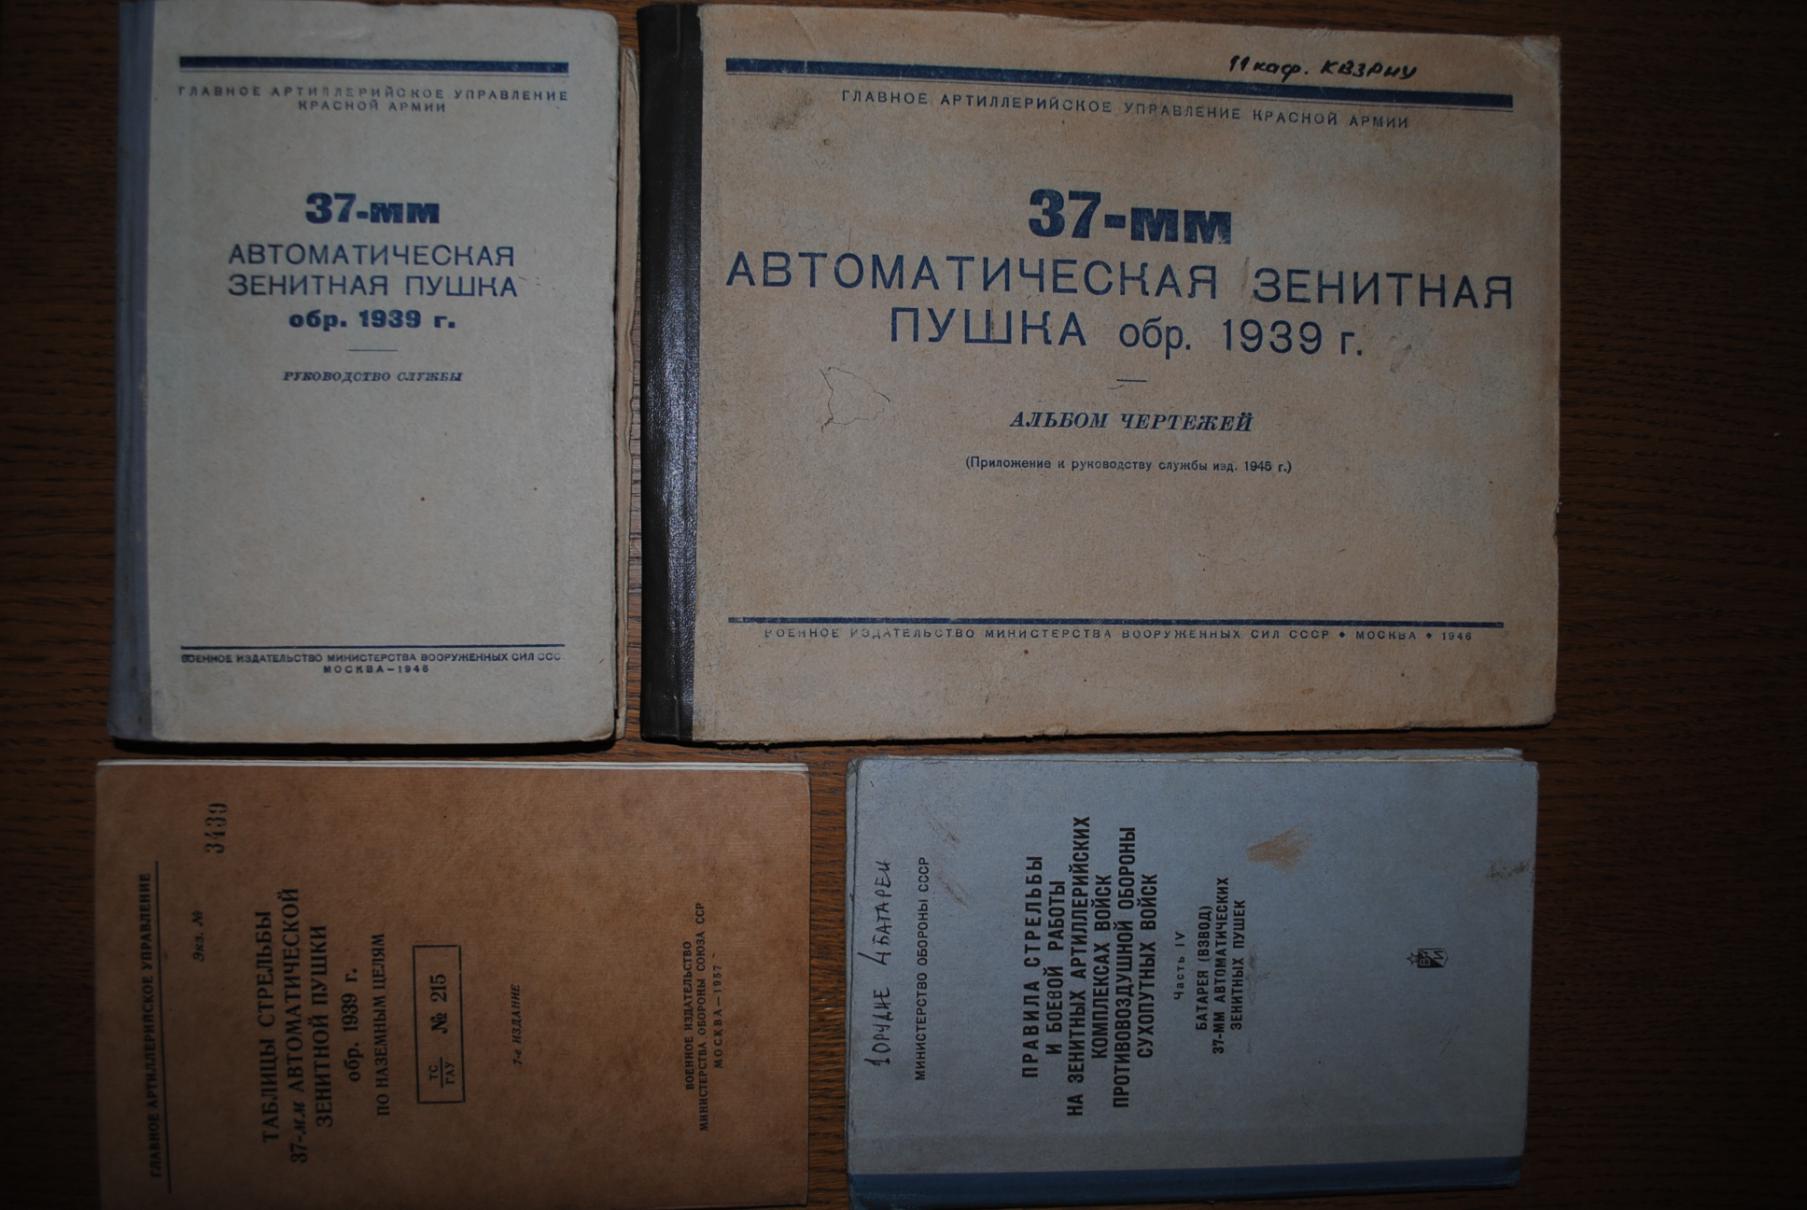 ГЛАВНОЕ АРТИЛЛЕРИЙСКОЕ УПРАВЛЕНИЕ
КРАСНОЙ АРМИИ
37-мм
АВТОМАТИЧЕСКАЯ
ЗЕНИТНАЯ ПУШКА
обр. 1939 г.
РУКОВОДСТВО СЛУЖБЫ
ВОЕННОЕ ИЗДАТЕЛЬСТВО МИНИСТЕРСТВА ВООРУЖЕННЫХ СИЛ СССР
МОСКВА—1946
11 каф. КВЗРИУ
ГЛАВНОЕ АРТИЛЛЕРИЙСКОЕ УПРАВЛЕНИЕ КРАСНОЙ АРМИИ
37-мм
АВТОМАТИЧЕСКАЯ ЗЕНИТНАЯ
ПУШКА обр. 1939 г.
АЛЬБОМ ЧЕРТЕЖЕЙ
(Приложение к руководству службы изд. 1945 г.)
ВОЕННОЕ ИЗДАТЕЛЬСТВО МИНИСТЕРСТВА ВООРУЖЕННЫХ СИЛ СССР • МОСКВА • 1946
ГЛАВНОЕ АРТИЛЛЕРИЙСКОЕ УПРАВЛЕНИЕ
Экз. № 3439
ТАБЛИЦЫ СТРЕЛЬБЫ
37-мм АВТОМАТИЧЕСКОЙ
ЗЕНИТНОЙ ПУШКИ
обр. 1939 г.
ПО НАЗЕМНЫМ ЦЕЛЯМ
ТС
ГАУ
№ 215
7-е ИЗДАНИЕ
ВОЕННОЕ ИЗДАТЕЛЬСТВО
МИНИСТЕРСТВА ОБОРОНЫ СОЮЗА ССР
МОСКВА—1957
1 ОРУДИЕ 4 БАТАРЕИ
МИНИСТЕРСТВО ОБОРОНЫ СССР
ПРАВИЛА СТРЕЛЬБЫ
И БОЕВОЙ РАБОТЫ
НА ЗЕНИТНЫХ АРТИЛЛЕРИЙСКИХ
КОМПЛЕКСАХ ВОЙСК
ПРОТИВОВОЗДУШНОЙ ОБОРОНЫ
СУХОПУТНЫХ ВОЙСК
Часть IV
БАТАРЕЯ (ВЗВОД)
37-ММ АВТОМАТИЧЕСКИХ
ЗЕНИТНЫХ ПУШЕК